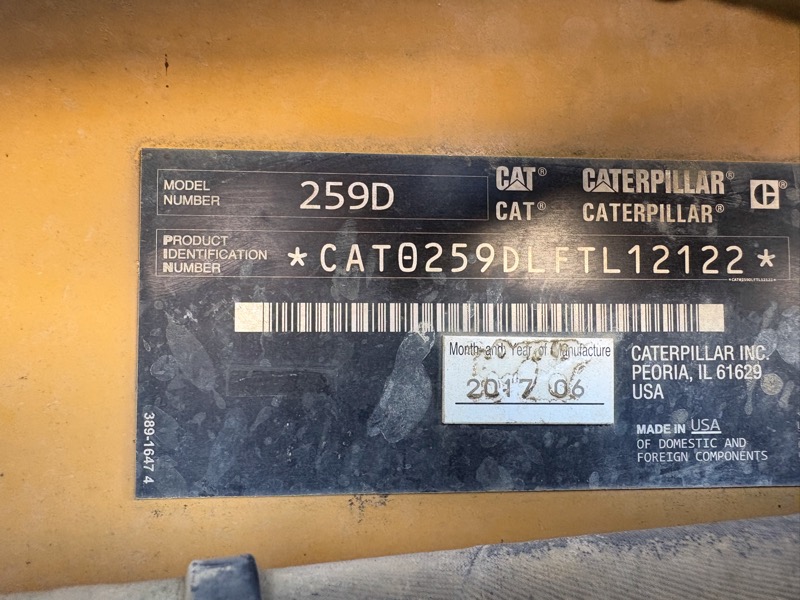 MODEL NUMBER 259D
CAT® CATERPILLAR® C®
CAT® CATERPILLAR®
PRODUCT IDENTIFICATION NUMBER *CAT0259DLFTL12122*
Month and Year of Manufacture
2017 06
CATERPILLAR INC.
PEORIA, IL 61629
USA
MADE IN USA
OF DOMESTIC AND
FOREIGN COMPONENTS
389-1647 4